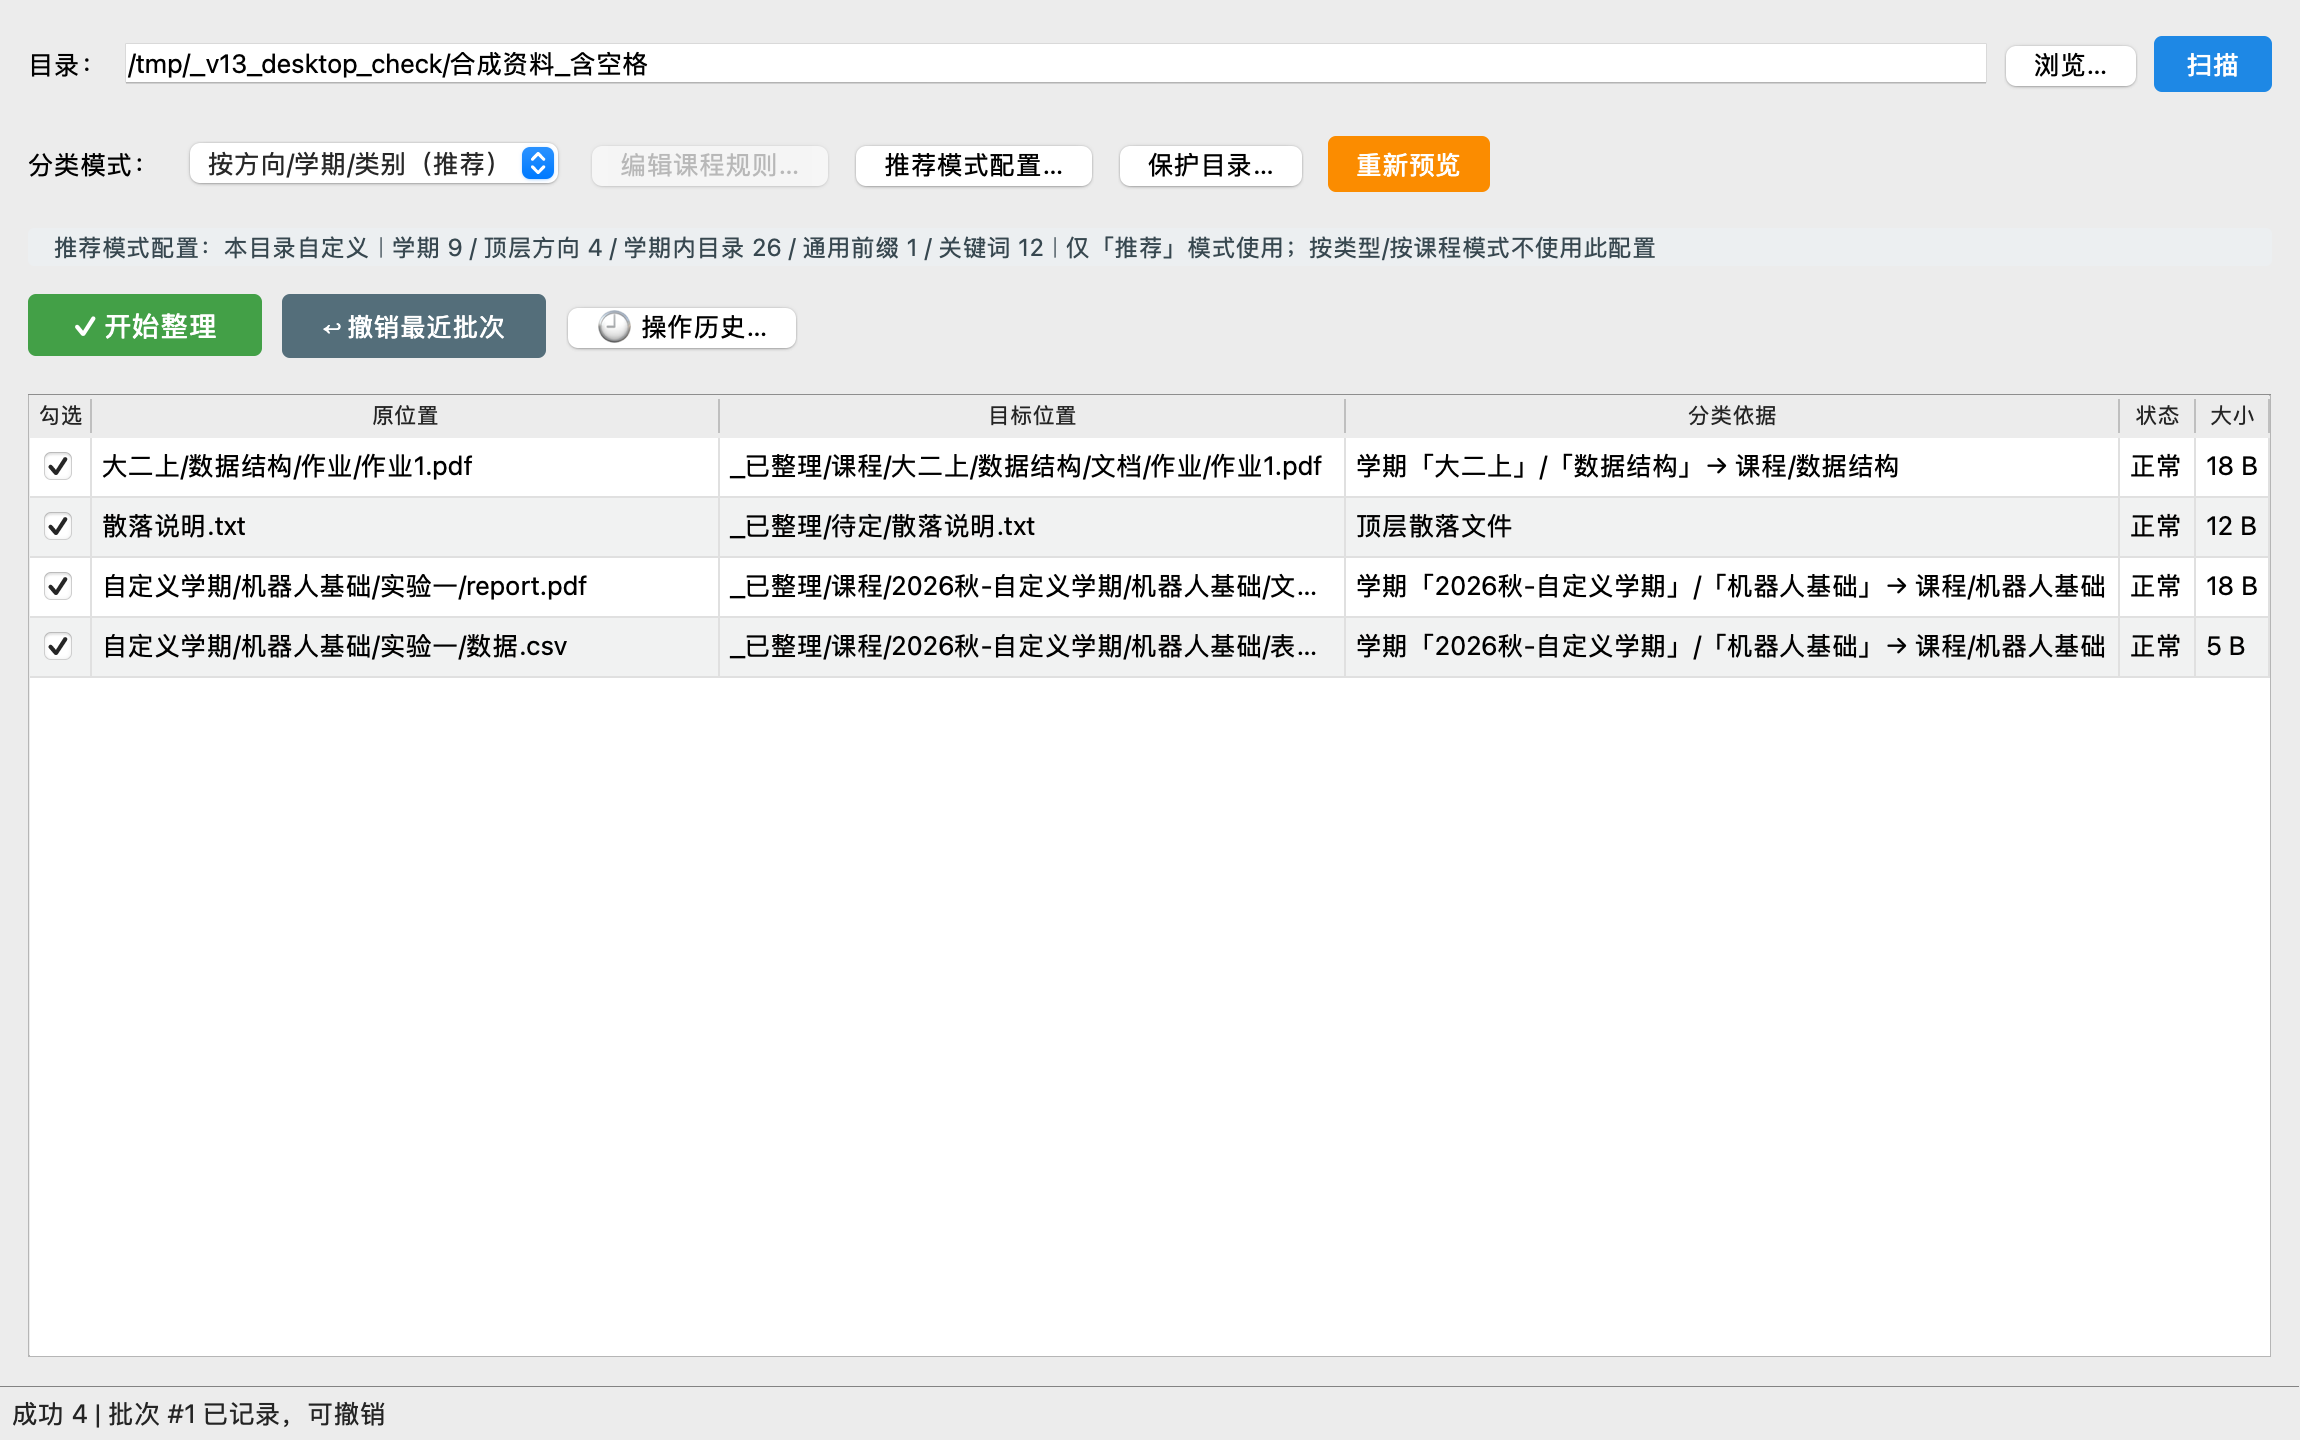 目录： /tmp/_v13_desktop_check/合成资料_含空格 浏览... 扫描
分类模式： 按方向/学期/类别（推荐） 编辑课程规则... 推荐模式配置... 保护目录... 重新预览
推荐模式配置：本目录自定义 | 学期 9 / 顶层方向 4 / 学期内目录 26 / 通用前缀 1 / 关键词 12 | 仅「推荐」模式使用；按类型/按课程模式不使用此配置
✓ 开始整理 ↩ 撤销最近批次 🕘 操作历史...
勾选 原位置 目标位置 分类依据 状态 大小
大二上/数据结构/作业/作业1.pdf _已整理/课程/大二上/数据结构/文档/作业/作业1.pdf 学期「大二上」/「数据结构」→ 课程/数据结构 正常 18 B
散落说明.txt _已整理/待定/散落说明.txt 顶层散落文件 正常 12 B
自定义学期/机器人基础/实验一/report.pdf _已整理/课程/2026秋-自定义学期/机器人基础/文... 学期「2026秋-自定义学期」/「机器人基础」→ 课程/机器人基础 正常 18 B
自定义学期/机器人基础/实验一/数据.csv _已整理/课程/2026秋-自定义学期/机器人基础/表... 学期「2026秋-自定义学期」/「机器人基础」→ 课程/机器人基础 正常 5 B
成功 4 | 批次 #1 已记录，可撤销